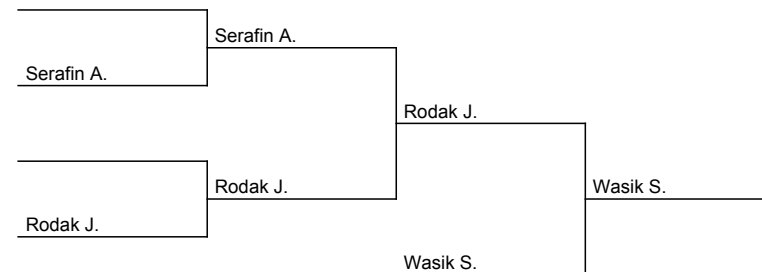 Serafin A.
Serafin A.
Rodak J.
Rodak J.
Wasik S.
Rodak J.
Wasik S.